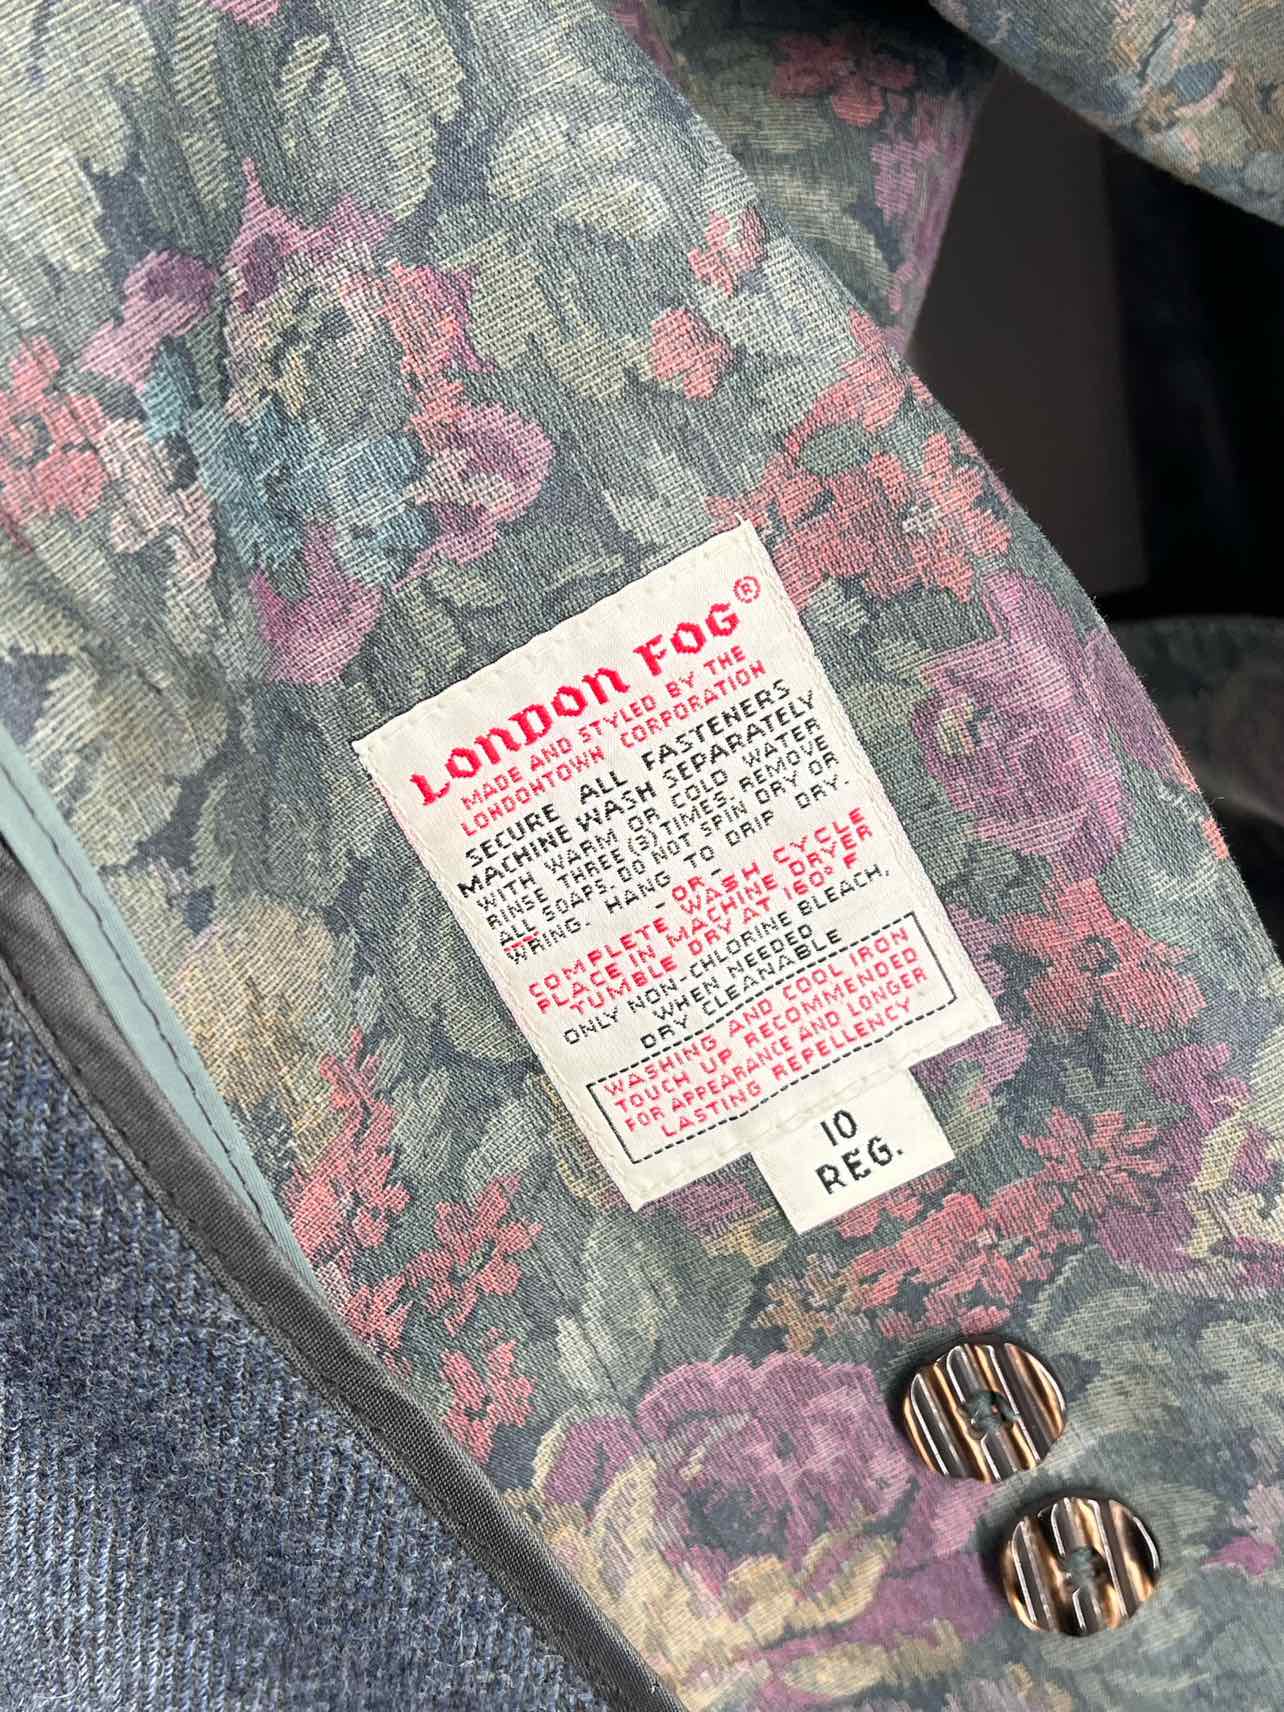 LONDON FOG®
MADE AND STYLED BY THE
LONDONTOWN CORPORATION
SECURE ALL FASTENERS
MACHINE WASH SEPARATELY
WITH WARM OR COLD WATER
RINSE THREE (3) TIMES. REMOVE
ALL SOAPS. DO NOT SPIN DRY OR
WRING. HANG TO DRIP DRY.
-OR-
COMPLETE WASH CYCLE
PLACE IN MACHINE DRYER
TUMBLE DRY AT 160° F
ONLY NON-CHLORINE BLEACH,
WHEN NEEDED
DRY CLEANABLE
WASHING AND COOL IRON
TOUCH UP RECOMMENDED
FOR APPEARANCE AND LONGER
LASTING REPELLENCY
10
REG.